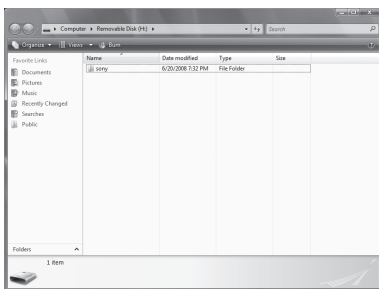 Computer ▸ Removable Disk (H:) ▸ Search
Organize Views Burn
Favorite Links Name Date modified Type Size
Documents sony 6/20/2008 7:32 PM File Folder
Pictures
Music
Recently Changed
Searches
Public
Folders
1 item